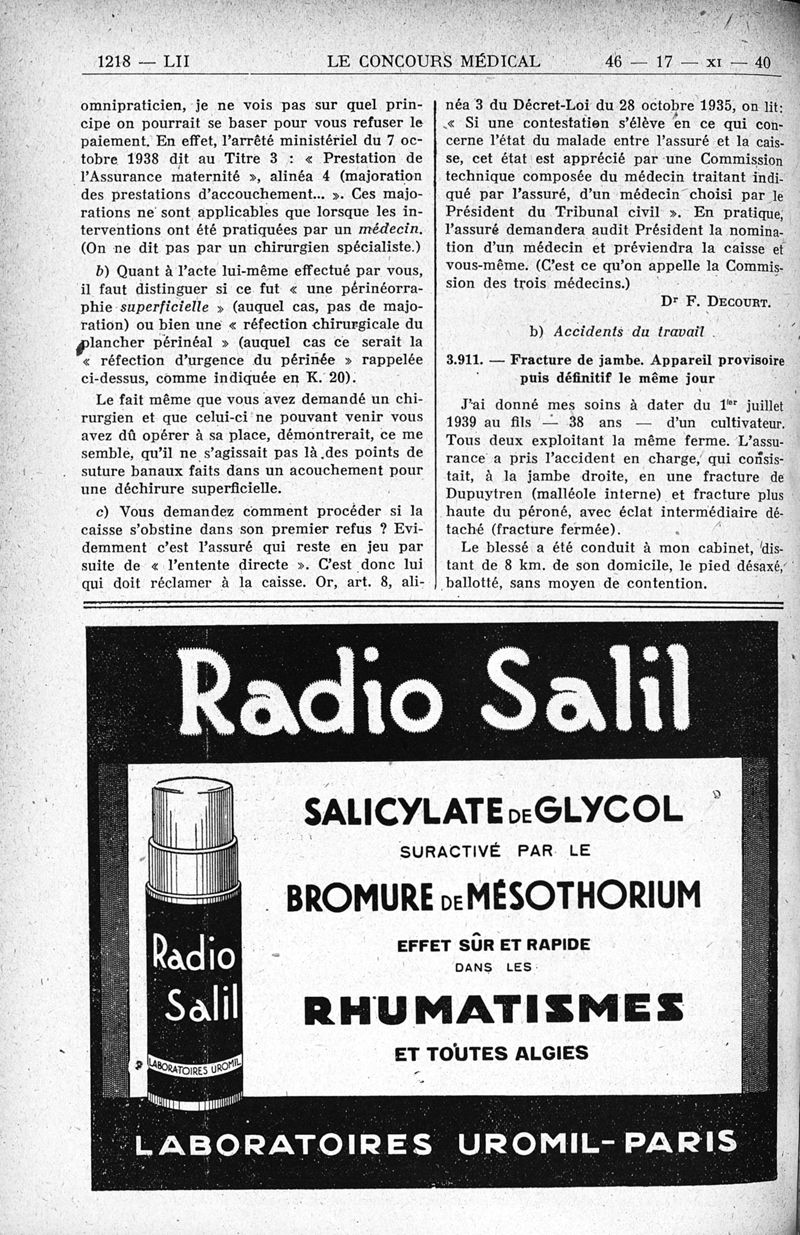 1218 — LII LE CONCOURS MÉDICAL 46 — 17 — XI — 40
omnipraticien, je ne vois pas sur quel prin-
cipe on pourrait se baser pour vous refuser le
paiement. En effet, l'arrêté ministériel du 7 oc-
tobre 1938 dit au Titre 3 : « Prestation de
l'Assurance maternité », alinéa 4 (majoration
des prestations d'accouchement... ». Ces majo-
rations ne sont applicables que lorsque les in-
terventions ont été pratiquées par un médecin.
(On ne dit pas par un chirurgien spécialiste.)
b) Quant à l'acte lui-même effectué par vous,
il faut distinguer si ce fut « une périnéorra-
phie superficielle » (auquel cas, pas de majo-
ration) ou bien une « réfection chirurgicale du
plancher périnéal » (auquel cas ce serait la
« réfection d'urgence du périnée » rappelée
ci-dessus, comme indiquée en K. 20).
Le fait même que vous avez demandé un chi-
rurgien et que celui-ci ne pouvant venir vous
avez dû opérer à sa place, démontrerait, ce me
semble, qu'il ne s'agissait pas là des points de
suture banaux faits dans un acouchement pour
une déchirure superficielle.
c) Vous demandez comment procéder si la
caisse s'obstine dans son premier refus ? Evi-
demment c'est l'assuré qui reste en jeu par
suite de « l'entente directe ». C'est donc lui
qui doit réclamer à la caisse. Or, art. 8, ali-
néa 3 du Décret-Loi du 28 octobre 1935, on lit:
« Si une contestation s'élève en ce qui con-
cerne l'état du malade entre l'assuré et la cais-
se, cet état est apprécié par une Commission
technique composée du médecin traitant indi-
qué par l'assuré, d'un médecin choisi par le
Président du Tribunal civil ». En pratique,
l'assuré demandera audit Président la nomina-
tion d'un médecin et préviendra la caisse et
vous-même. (C'est ce qu'on appelle la Commis-
sion des trois médecins.)
Dr F. DECOURT.
b) Accidents du travail
3.911. — Fracture de jambe. Appareil provisoire
puis définitif le même jour
J'ai donné mes soins à dater du 1er juillet
1939 au fils — 38 ans — d'un cultivateur.
Tous deux exploitant la même ferme. L'assu-
rance a pris l'accident en charge, qui consis-
tait, à la jambe droite, en une fracture de
Dupuytren (malléole interne) et fracture plus
haute du péroné, avec éclat intermédiaire dé-
taché (fracture fermée).
Le blessé a été conduit à mon cabinet, dis-
tant de 8 km. de son domicile, le pied désaxé,
ballotté, sans moyen de contention.
Radio Salil
SALICYLATE DE GLYCOL
SURACTIVÉ PAR LE
BROMURE DE MÉSOTHORIUM
EFFET SÛR ET RAPIDE
DANS LES
RHUMATISMES
ET TOUTES ALGIES
Radio
Salil
LABORATOIRES UROMIL
LABORATOIRES UROMIL-PARIS